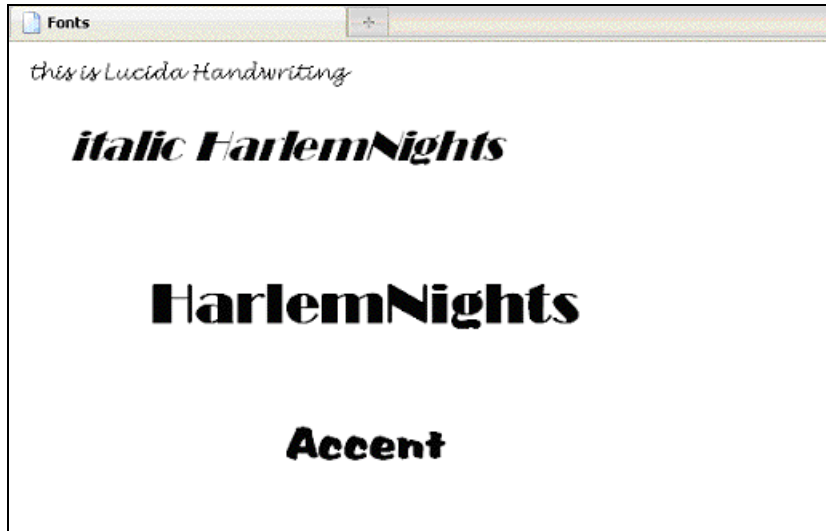 Fonts
this is Lucida Handwriting
italic HarlemNights
HarlemNights
Accent